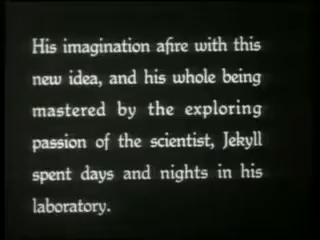 His imagination afire with this
new idea, and his whole being
mastered by the exploring
passion of the scientist, Jekyll
spent days and nights in his
laboratory.